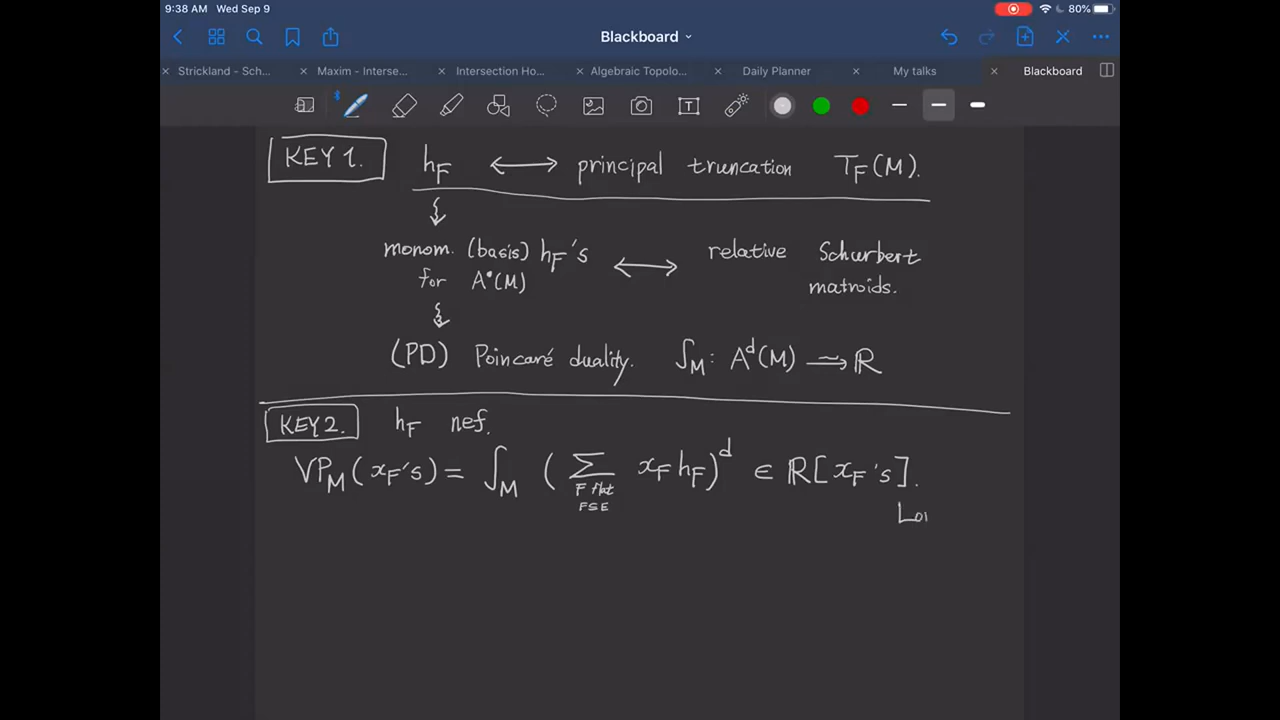 9:38 AM Wed Sep 9 80%
Blackboard
Strickland - Sch... Maxim - Interse... Intersection Ho... Algebraic Topolo... Daily Planner My talks Blackboard
KEY 1. h_F ⟷ principal truncation T_F(M).
monom. (basis) h_F's ⟷ relative Schurbert
for A•(M) matroids.
(PD) Poincaré duality. ∫_M : A^d(M) ⥲ ℝ
KEY 2. h_F nef.
VP_M(x_F's) = ∫_M ( ∑ x_F h_F)^d ∈ ℝ[x_F's].
F flat
F⊆E
Lor